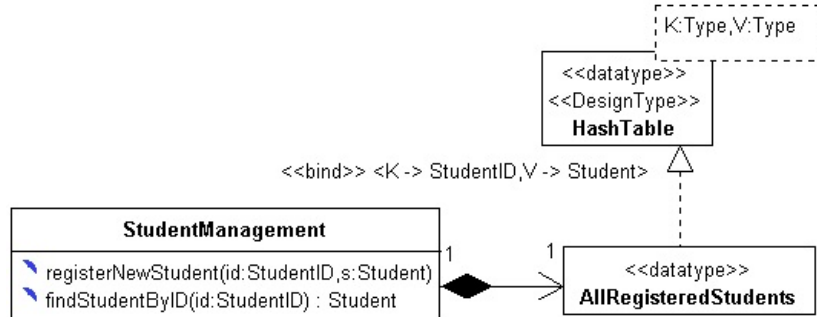 K:Type,V:Type
<<datatype>>
<<DesignType>>
HashTable
<<bind>> <K -> StudentID,V -> Student>
StudentManagement
registerNewStudent(id:StudentID,s:Student)
findStudentByID(id:StudentID) : Student
1
1
<<datatype>>
AllRegisteredStudents